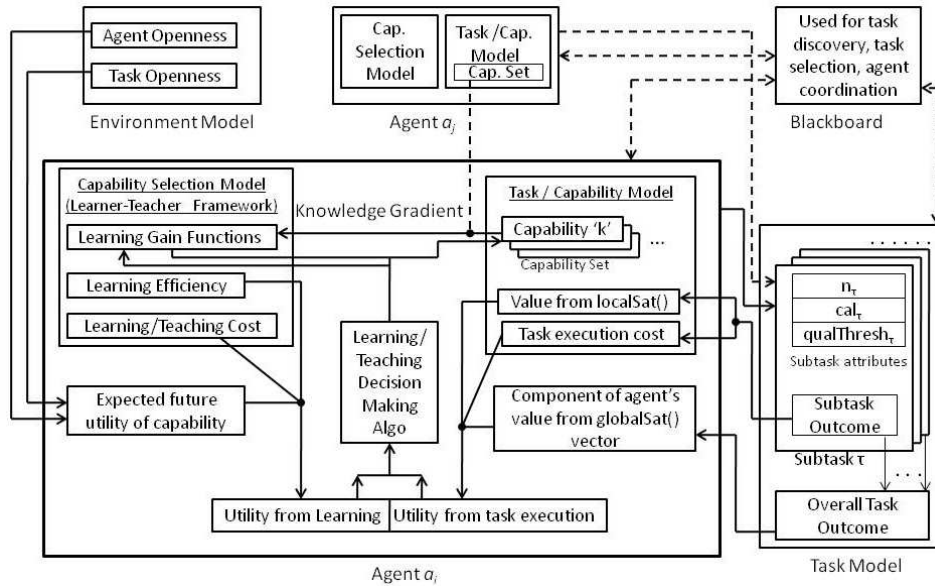 Agent Openness
Task Openness
Environment Model
Cap.
Selection
Model
Task /Cap.
Model
Cap. Set
Agent aj
Used for task
discovery, task
selection, agent
coordination
Blackboard
Capability Selection Model
(Learner-Teacher Framework)
Learning Gain Functions
Learning Efficiency
Learning/Teaching Cost
Knowledge Gradient
Task / Capability Model
Capability ‘k’
...
Capability Set
Value from localSat()
Task execution cost
Learning/
Teaching
Decision
Making
Algo
Expected future
utility of capability
Component of agent’s
value from globalSat()
vector
Utility from Learning
Utility from task execution
Agent ai
. . . . . .
nτ
calτ
qualThreshτ
Subtask attributes
Subtask
Outcome
Subtask τ
. . .
Overall Task
Outcome
Task Model